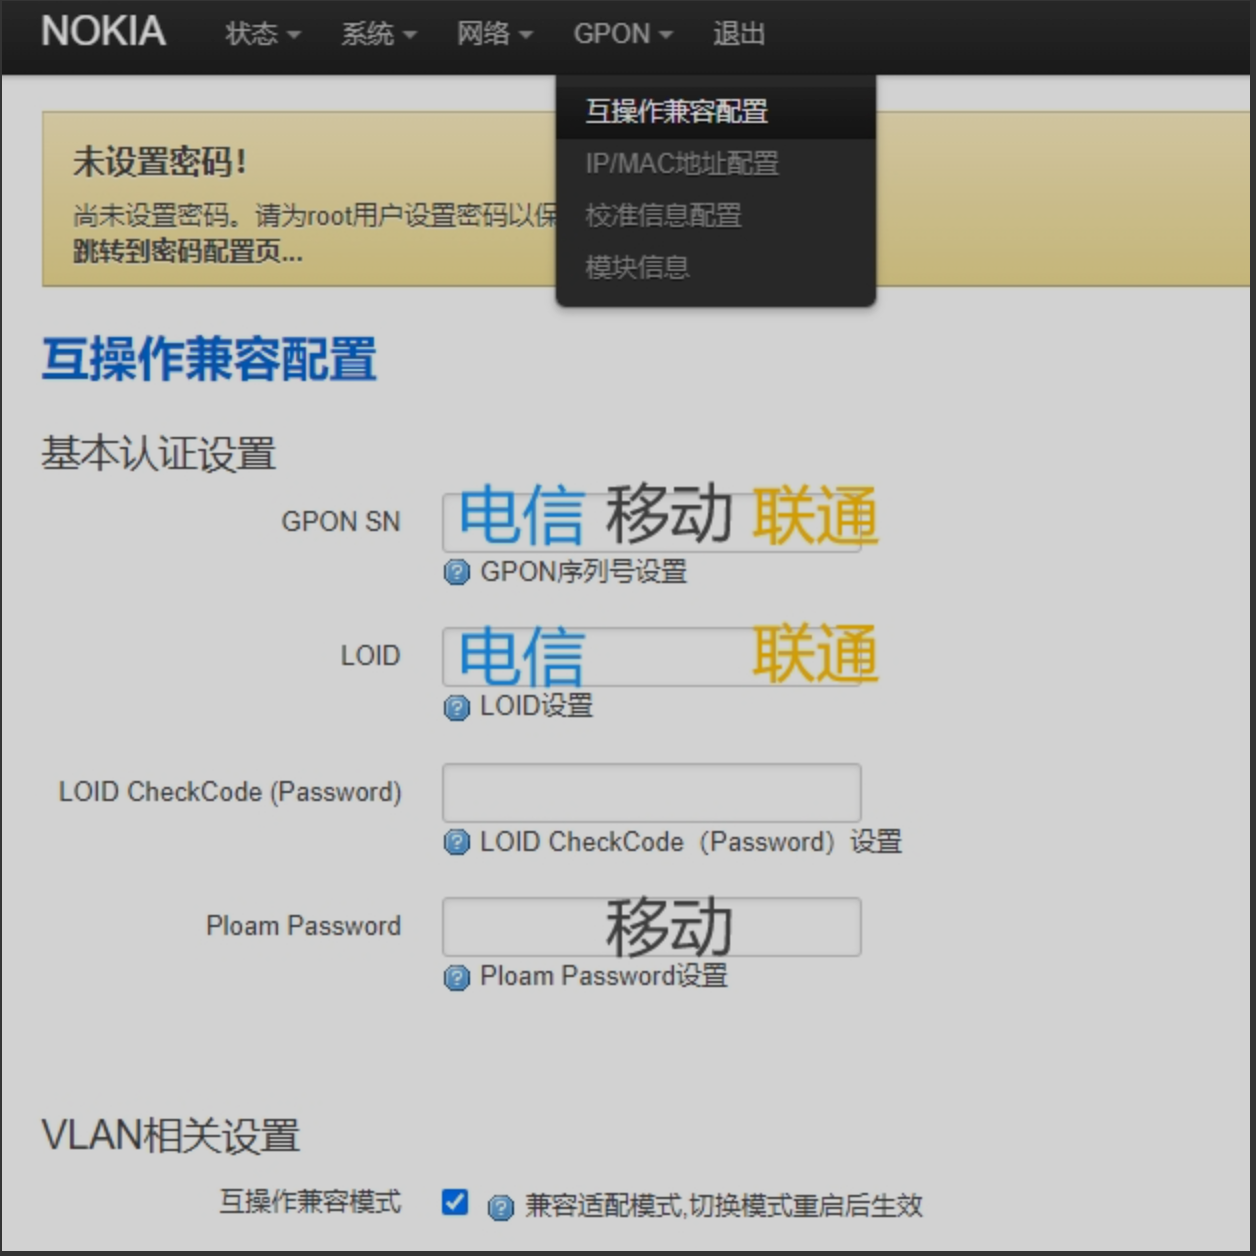 NOKIA 状态 系统 网络 GPON 退出
互操作兼容配置
IP/MAC地址配置
校准信息配置
模块信息
未设置密码!
尚未设置密码。请为root用户设置密码以保
跳转到密码配置页...
互操作兼容配置
基本认证设置
GPON SN 电信 移动 联通
GPON序列号设置
LOID 电信 联通
LOID设置
LOID CheckCode (Password)
LOID CheckCode（Password）设置
Ploam Password 移动
Ploam Password设置
VLAN相关设置
互操作兼容模式 兼容适配模式,切换模式重启后生效